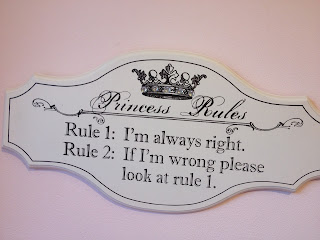 Princess Rules
Rule 1: I'm always right.
Rule 2: If I'm wrong please
look at rule 1.